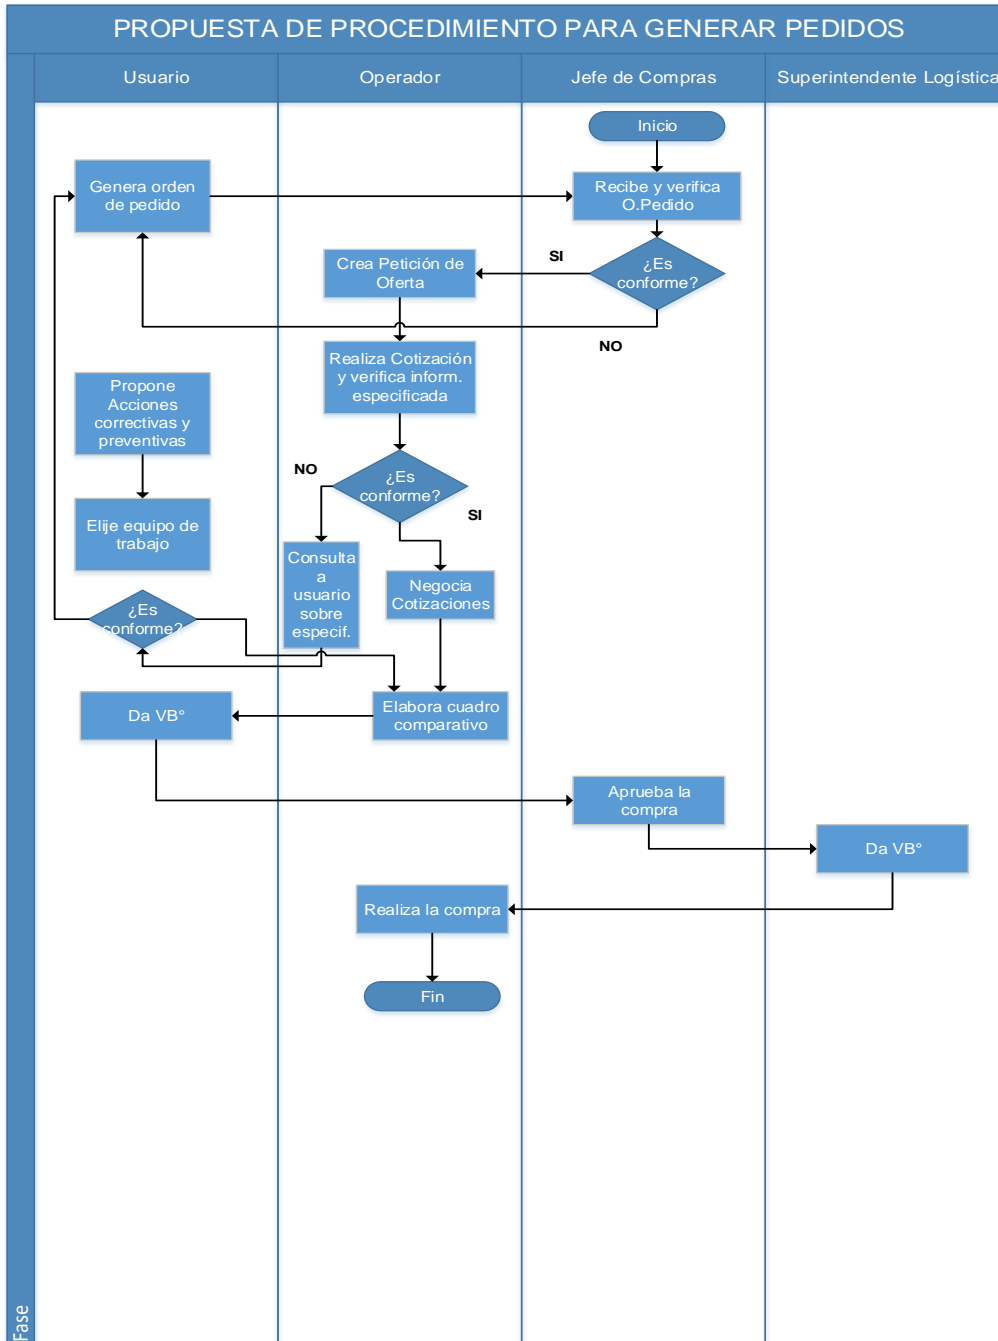 PROPUESTA DE PROCEDIMIENTO PARA GENERAR PEDIDOS
Usuario
Operador
Jefe de Compras
Superintendente Logística
Inicio
Genera orden
de pedido
Recibe y verifica
O.Pedido
¿Es
conforme?
SI
NO
Crea Petición de
Oferta
Realiza Cotización
y verifica inform.
especificada
Propone
Acciones
correctivas y
preventivas
¿Es
conforme?
NO
SI
Elije equipo de
trabajo
Consulta
a
usuario
sobre
especif.
Negocia
Cotizaciones
¿Es
conforme?
Da VB°
Elabora cuadro
comparativo
Aprueba la
compra
Da VB°
Realiza la compra
Fin
Fase